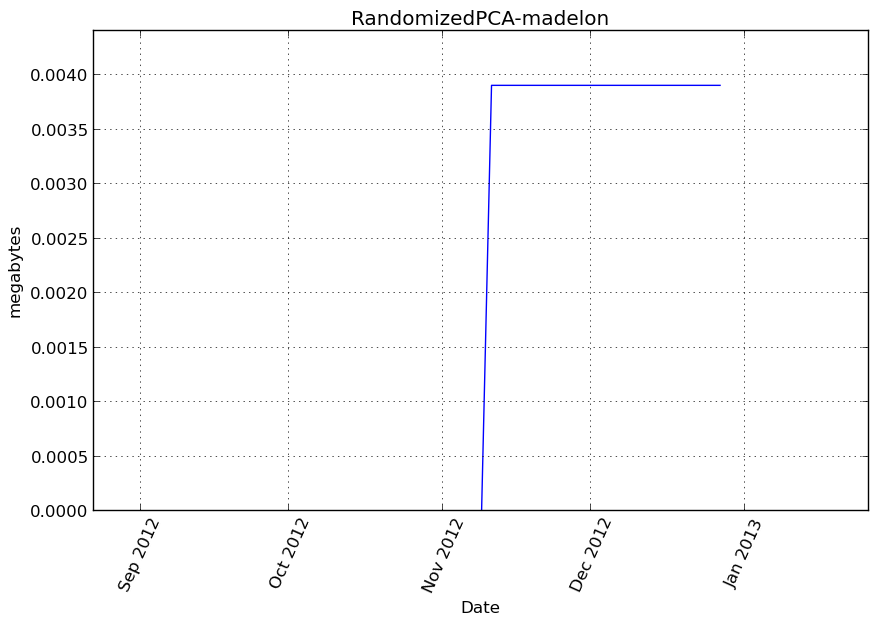 RandomizedPCA-madelon
0.0040
0.0035
0.0030
0.0025
0.0020
0.0015
0.0010
0.0005
0.0000
megabytes
Sep 2012
Oct 2012
Nov 2012
Dec 2012
Jan 2013
Date